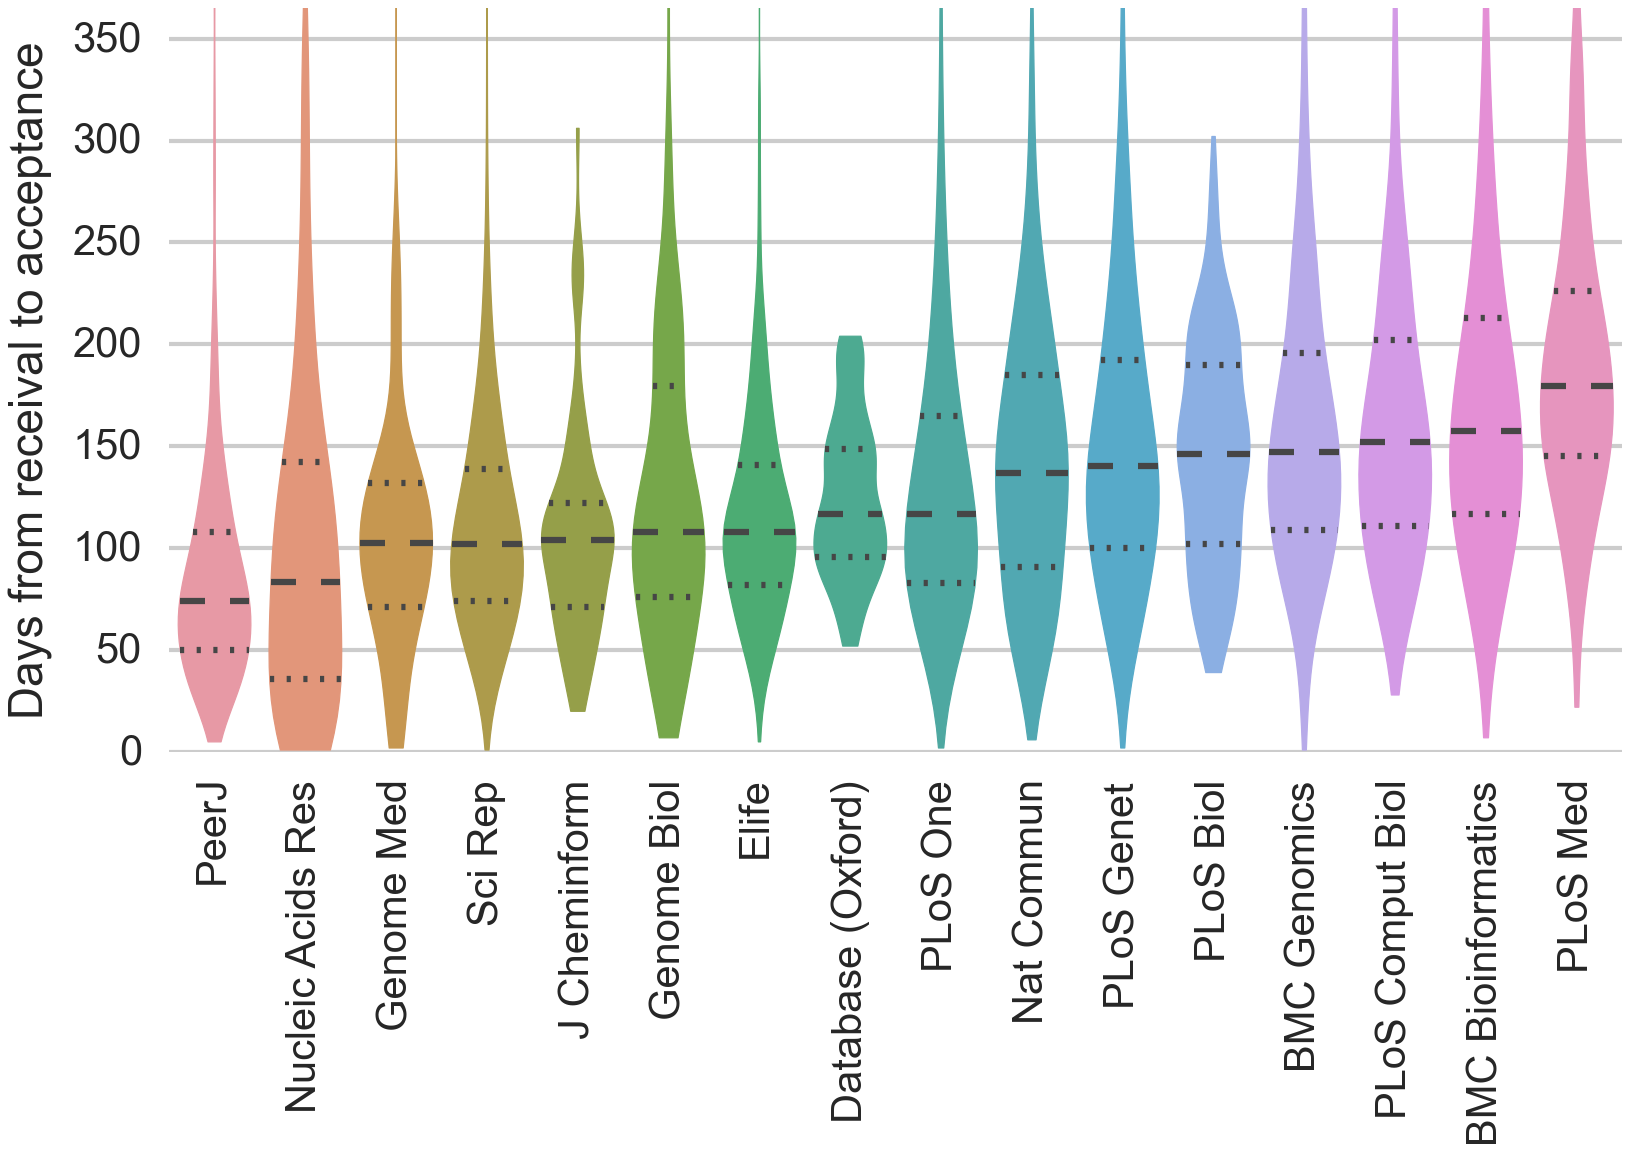 Days from receival to acceptance
350
300
250
200
150
100
50
0
PeerJ
Nucleic Acids Res
Genome Med
Sci Rep
J Cheminform
Genome Biol
Elife
Database (Oxford)
PLoS One
Nat Commun
PLoS Genet
PLoS Biol
BMC Genomics
PLoS Comput Biol
BMC Bioinformatics
PLoS Med